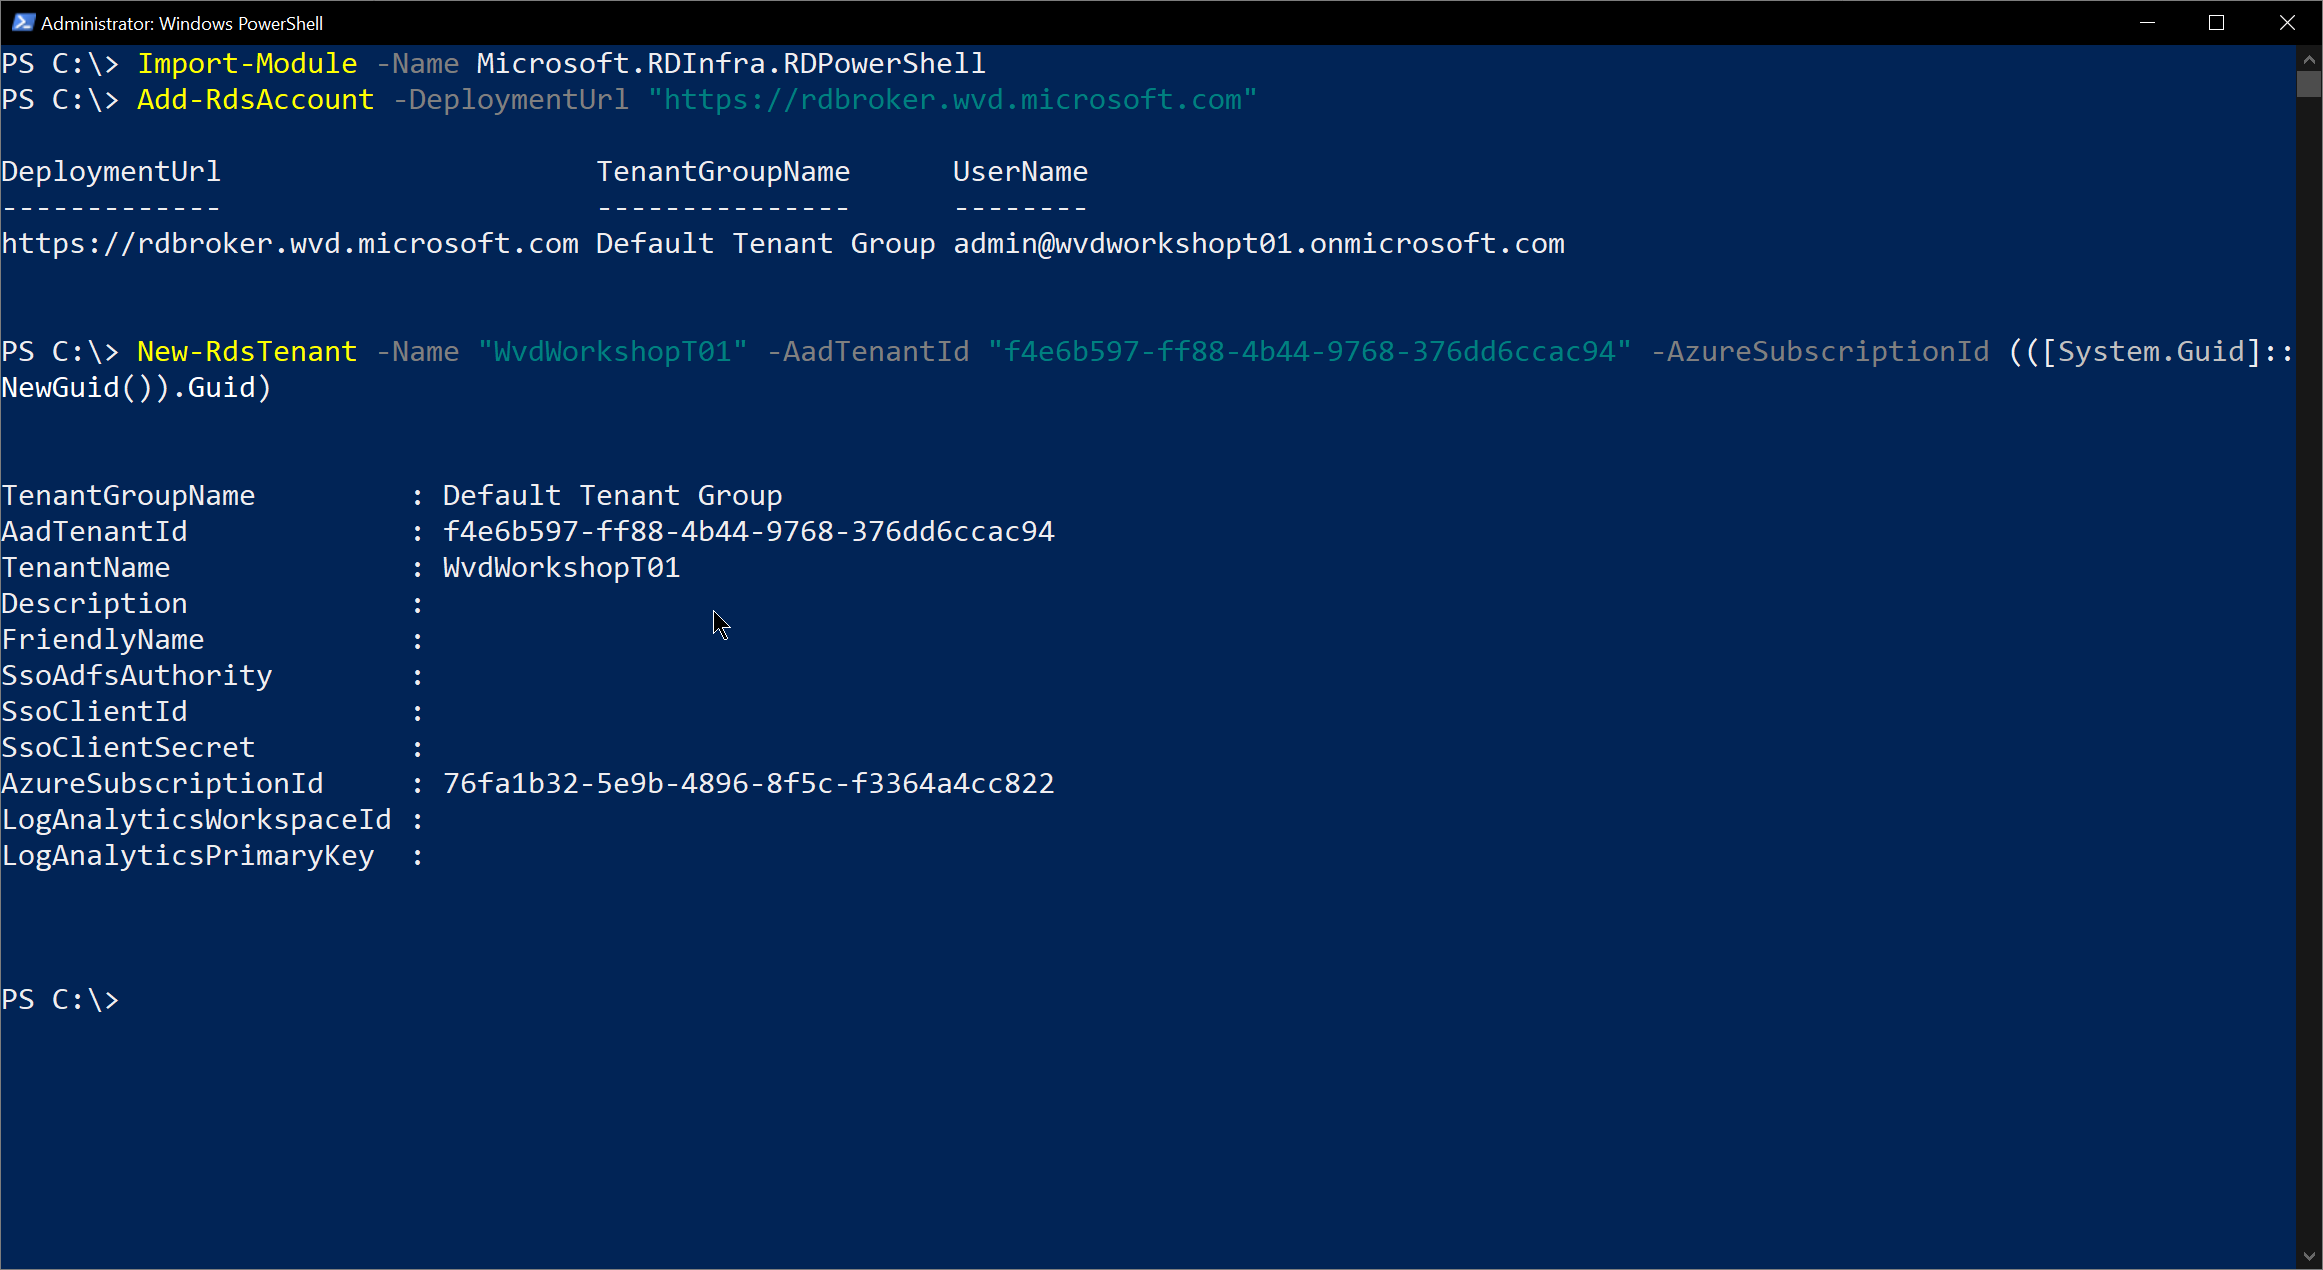 Administrator: Windows PowerShell
PS C:\> Import-Module -Name Microsoft.RDInfra.RDPowerShell
PS C:\> Add-RdsAccount -DeploymentUrl "https://rdbroker.wvd.microsoft.com"
DeploymentUrl                      TenantGroupName      UserName
-------------                      ---------------      --------
https://rdbroker.wvd.microsoft.com Default Tenant Group admin@wvdworkshopt01.onmicrosoft.com
PS C:\> New-RdsTenant -Name "WvdWorkshopT01" -AadTenantId "f4e6b597-ff88-4b44-9768-376dd6ccac94" -AzureSubscriptionId (([System.Guid]::
NewGuid()).Guid)
TenantGroupName         : Default Tenant Group
AadTenantId             : f4e6b597-ff88-4b44-9768-376dd6ccac94
TenantName              : WvdWorkshopT01
Description             :
FriendlyName            :
SsoAdfsAuthority        :
SsoClientId             :
SsoClientSecret         :
AzureSubscriptionId     : 76fa1b32-5e9b-4896-8f5c-f3364a4cc822
LogAnalyticsWorkspaceId :
LogAnalyticsPrimaryKey  :
PS C:\>